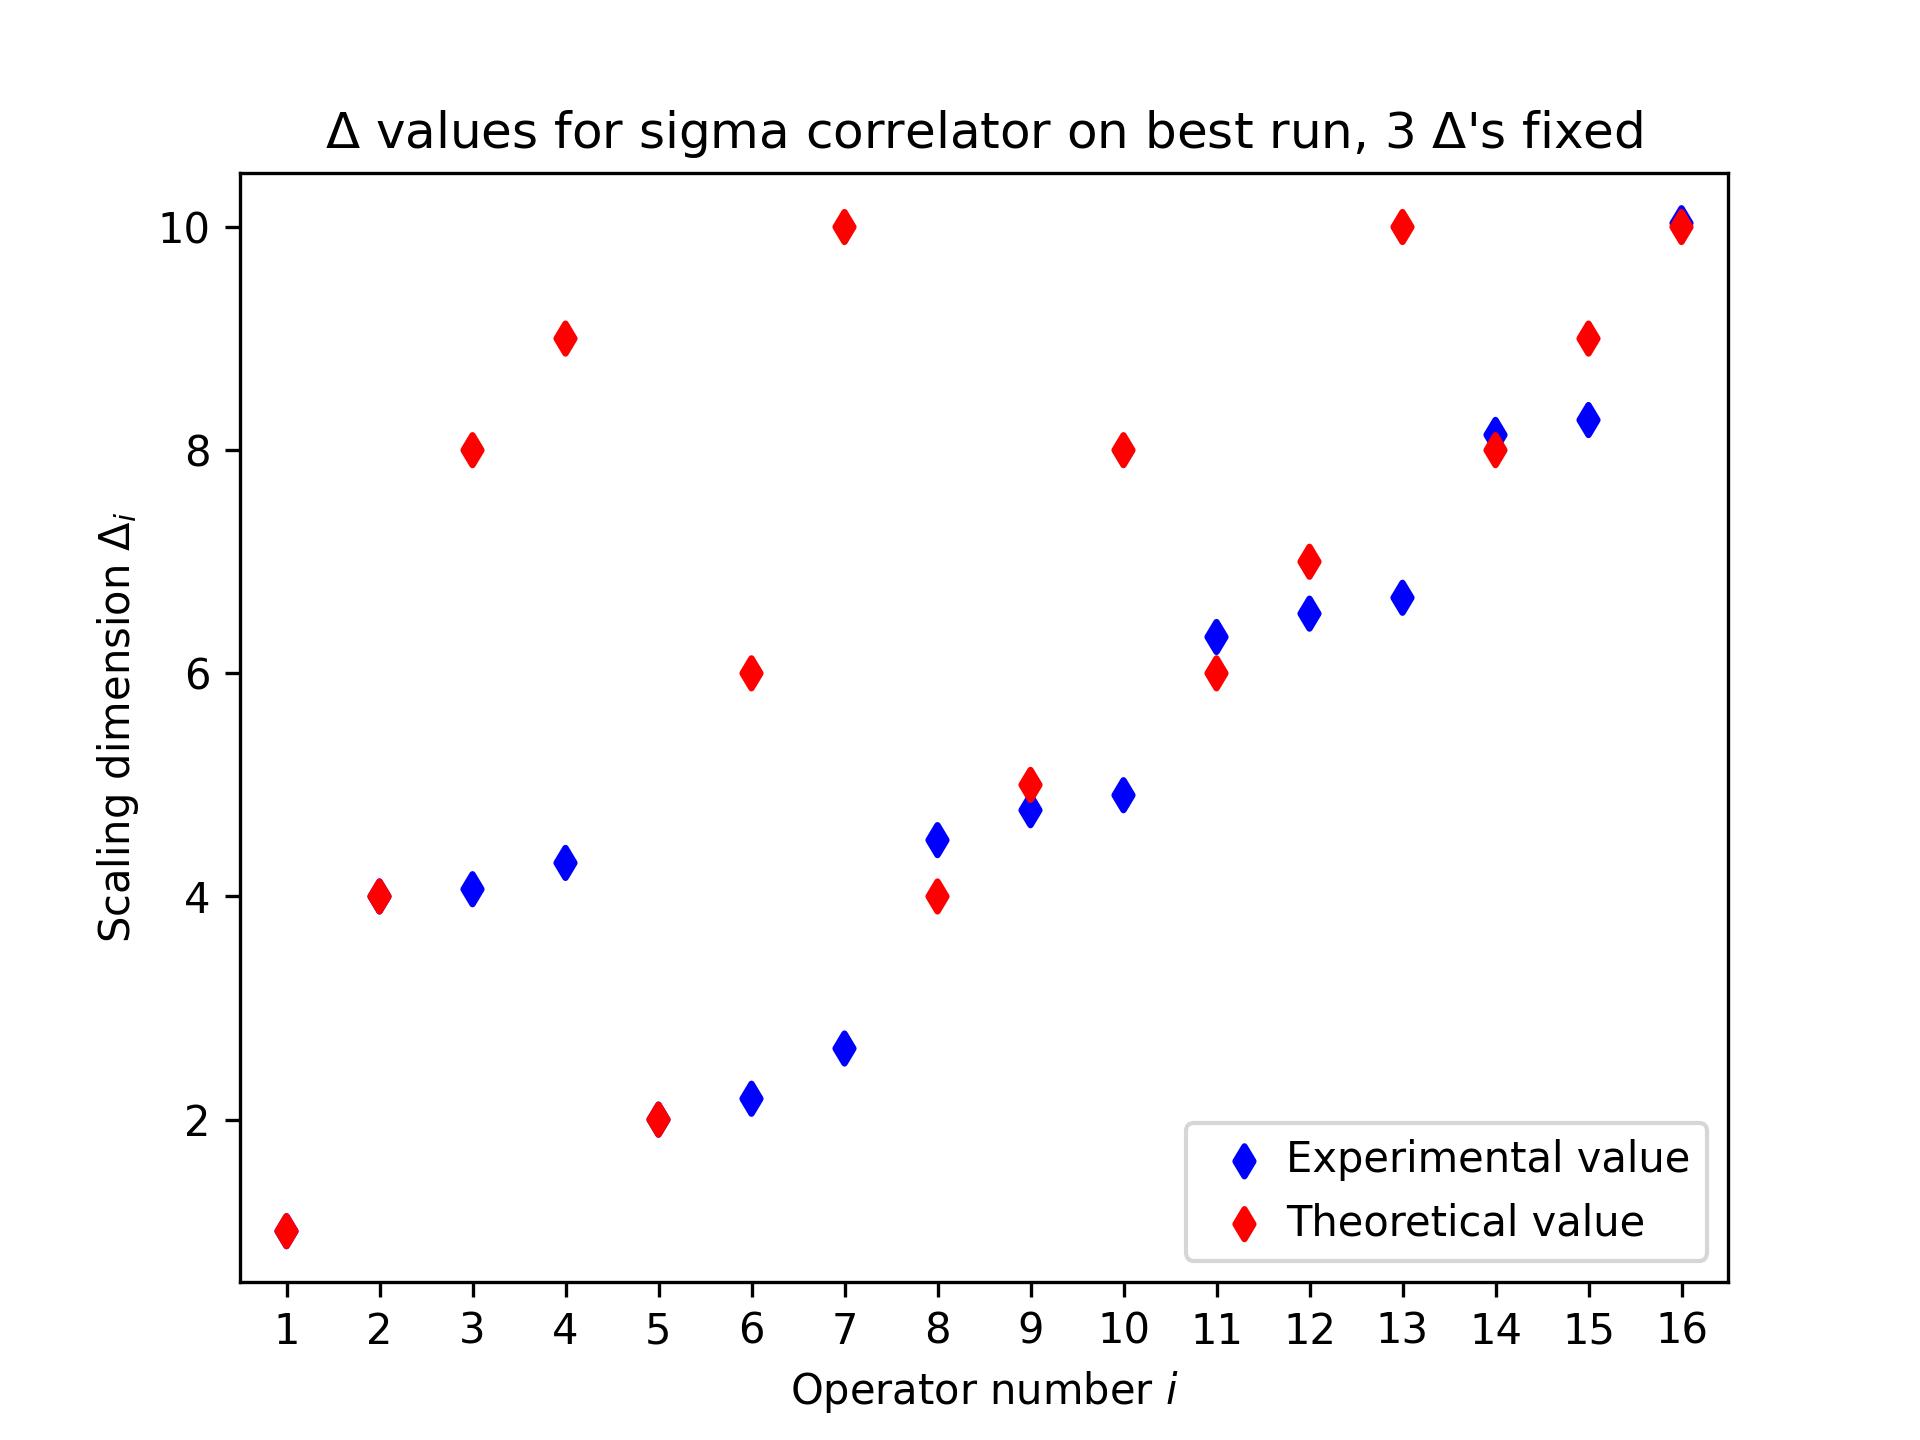 Δ values for sigma correlator on best run, 3 Δ's fixed
10
8
6
4
2
Scaling dimension Δᵢ
1 2 3 4 5 6 7 8 9 10 11 12 13 14 15 16
Operator number i
Experimental value
Theoretical value